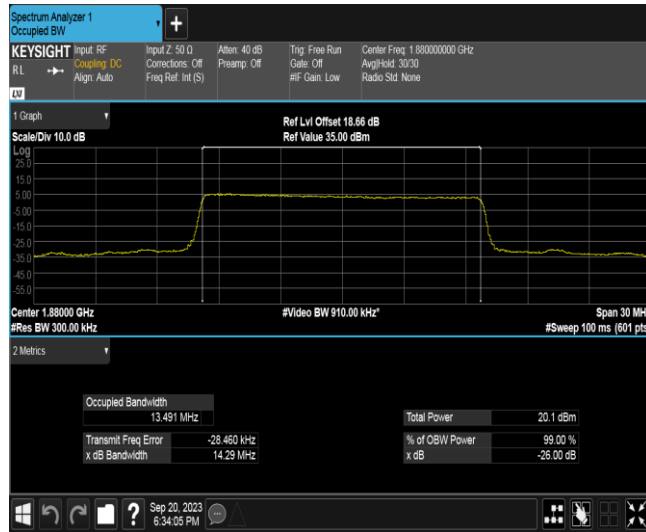 Spectrum Analyzer 1
Occupied BW
+
KEYSIGHT
RL
LXI
Input: RF
Coupling: DC
Align: Auto
Input Z: 50 Ω
Corrections: Off
Freq Ref: Int (S)
Atten: 40 dB
Preamp: Off
Trig: Free Run
Gate: Off
#IF Gain: Low
Center Freq: 1.880000000 GHz
Avg|Hold: 30/30
Radio Std: None
1 Graph
Scale/Div 10.0 dB
Ref Lvl Offset 18.66 dB
Ref Value 35.00 dBm
Log
25.0
15.0
5.00
-5.00
-15.0
-25.0
-35.0
-45.0
-55.0
Center 1.88000 GHz
#Res BW 300.00 kHz
#Video BW 910.00 kHz*
Span 30 MH
#Sweep 100 ms (601 pts
2 Metrics
Occupied Bandwidth
13.491 MHz
Transmit Freq Error -28.460 kHz
x dB Bandwidth 14.29 MHz
Total Power 20.1 dBm
% of OBW Power 99.00 %
x dB -26.00 dB
?
Sep 20, 2023
6:34:05 PM